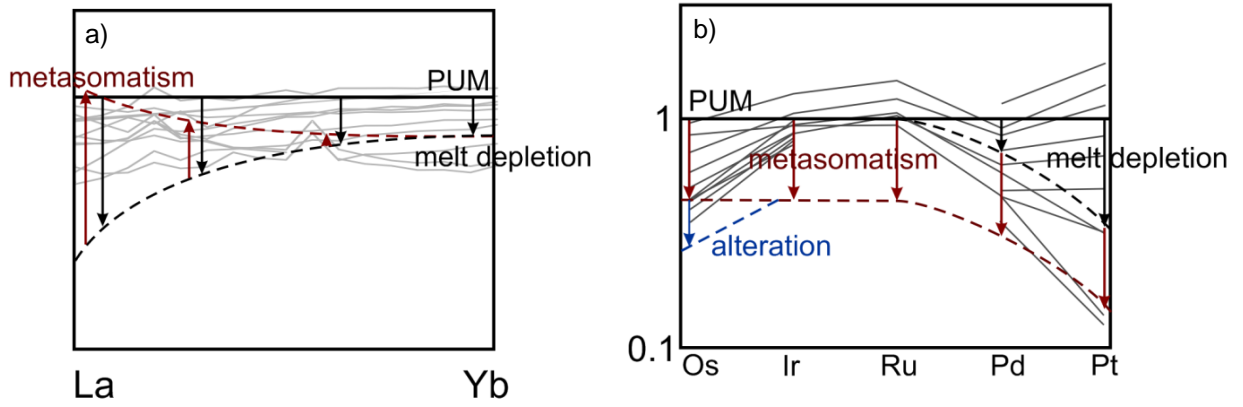 a)
metasomatism
PUM
melt depletion
La
Yb
b)
PUM
1
metasomatism
melt depletion
alteration
0.1
Os
Ir
Ru
Pd
Pt